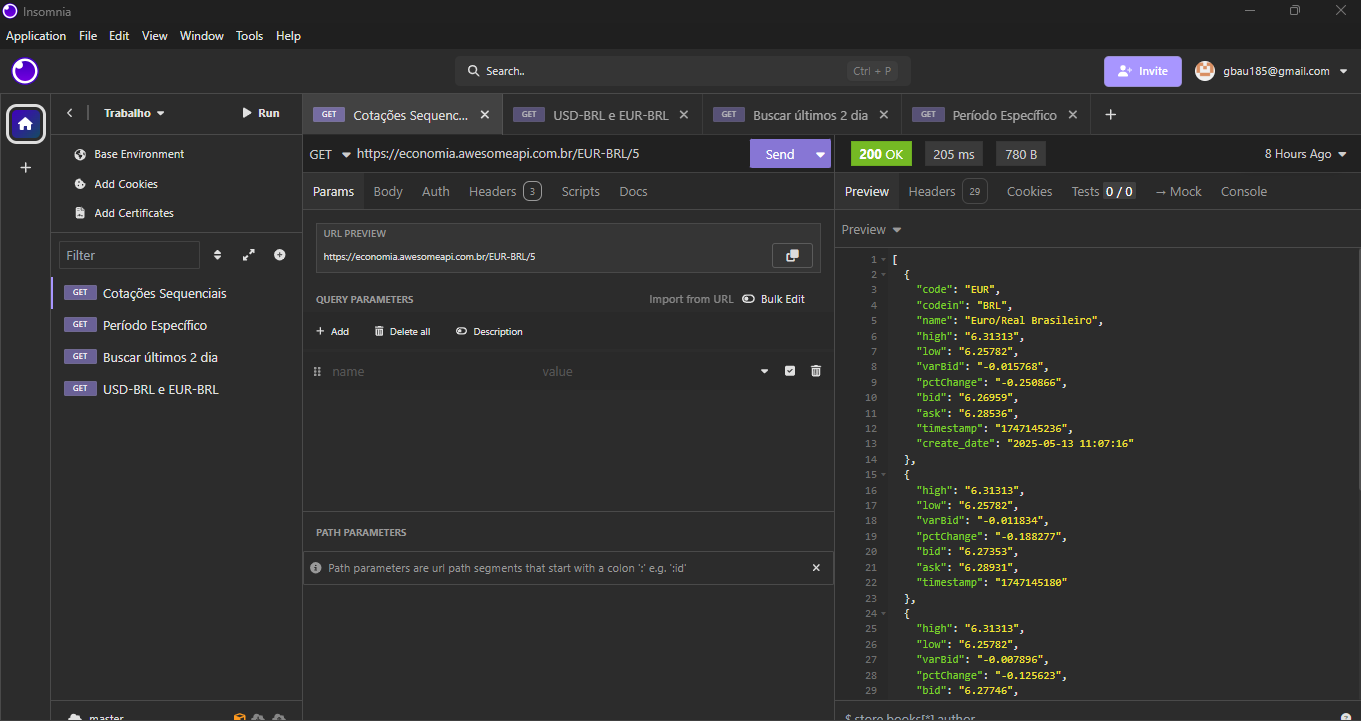 Insomnia
Application File Edit View Window Tools Help
Search..
Ctrl + P
Invite
gbau185@gmail.com
Trabalho
Run
GET Cotações Sequenc...
GET USD-BRL e EUR-BRL
GET Buscar últimos 2 dia
GET Período Específico
Base Environment
Add Cookies
Add Certificates
Filter
GET Cotações Sequenciais
GET Período Específico
GET Buscar últimos 2 dia
GET USD-BRL e EUR-BRL
master
GET https://economia.awesomeapi.com.br/EUR-BRL/5
Send
Params Body Auth Headers 3 Scripts Docs
URL PREVIEW
https://economia.awesomeapi.com.br/EUR-BRL/5
QUERY PARAMETERS
Import from URL
Bulk Edit
Add Delete all Description
name value
PATH PARAMETERS
Path parameters are url path segments that start with a colon ':' e.g. ':id'
200 OK 205 ms 780 B
8 Hours Ago
Preview Headers 29 Cookies Tests 0 / 0 → Mock Console
Preview
1 [
2 {
3 "code": "EUR",
4 "codein": "BRL",
5 "name": "Euro/Real Brasileiro",
6 "high": "6.31313",
7 "low": "6.25782",
8 "varBid": "-0.015768",
9 "pctChange": "-0.250866",
10 "bid": "6.26959",
11 "ask": "6.28536",
12 "timestamp": "1747145236",
13 "create_date": "2025-05-13 11:07:16"
14 },
15 {
16 "high": "6.31313",
17 "low": "6.25782",
18 "varBid": "-0.011834",
19 "pctChange": "-0.188277",
20 "bid": "6.27353",
21 "ask": "6.28931",
22 "timestamp": "1747145180"
23 },
24 {
25 "high": "6.31313",
26 "low": "6.25782",
27 "varBid": "-0.007896",
28 "pctChange": "-0.125623",
29 "bid": "6.27746",
$.store.books[*].author